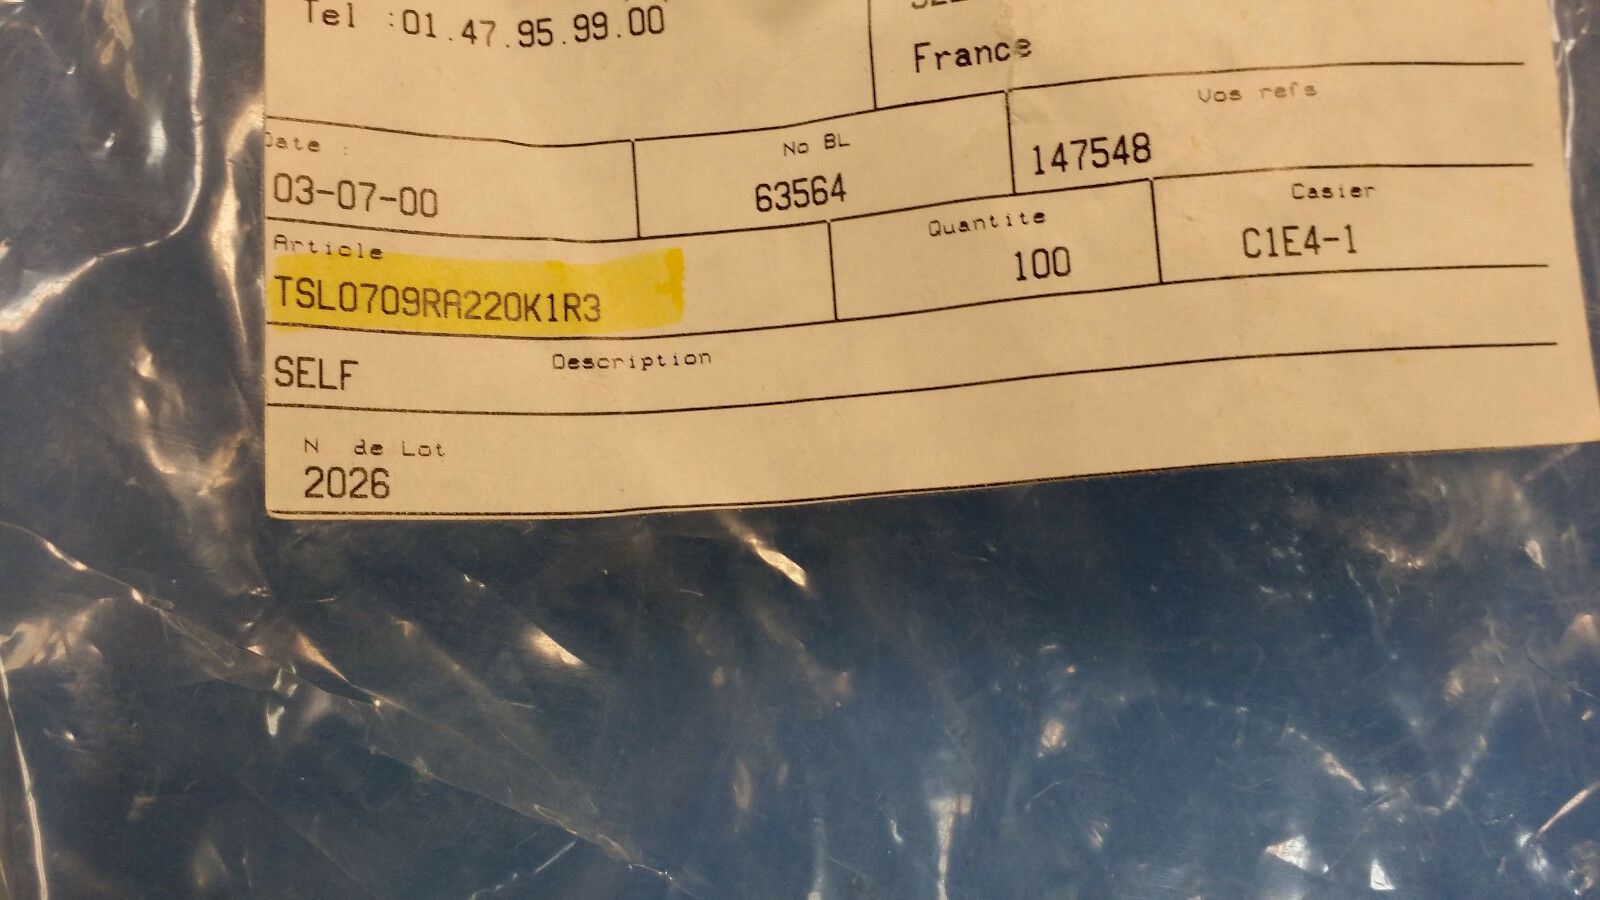 Tel :01.47.95.99.00
France
Date :
No BL
Vos refs
03-07-00
63564
147548
Article
Quantite
Casier
TSL0709RA220K1R3
100
C1E4-1
Description
SELF
N de Lot
2026